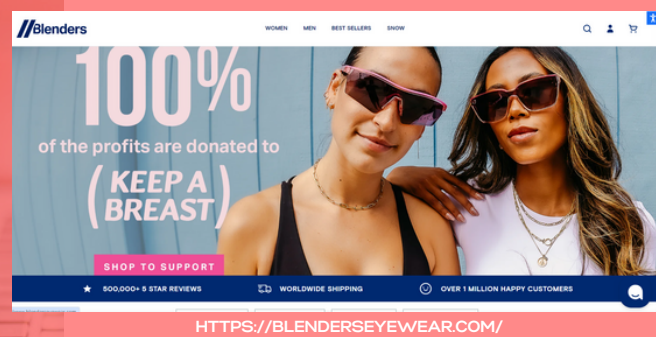 Blenders
WOMEN MEN BEST SELLERS SNOW
100%
of the profits are donated to
(KEEP A
BREAST)
SHOP TO SUPPORT
500,000+ 5 STAR REVIEWS WORLDWIDE SHIPPING OVER 1 MILLION HAPPY CUSTOMERS
HTTPS://BLENDERSEYEWEAR.COM/